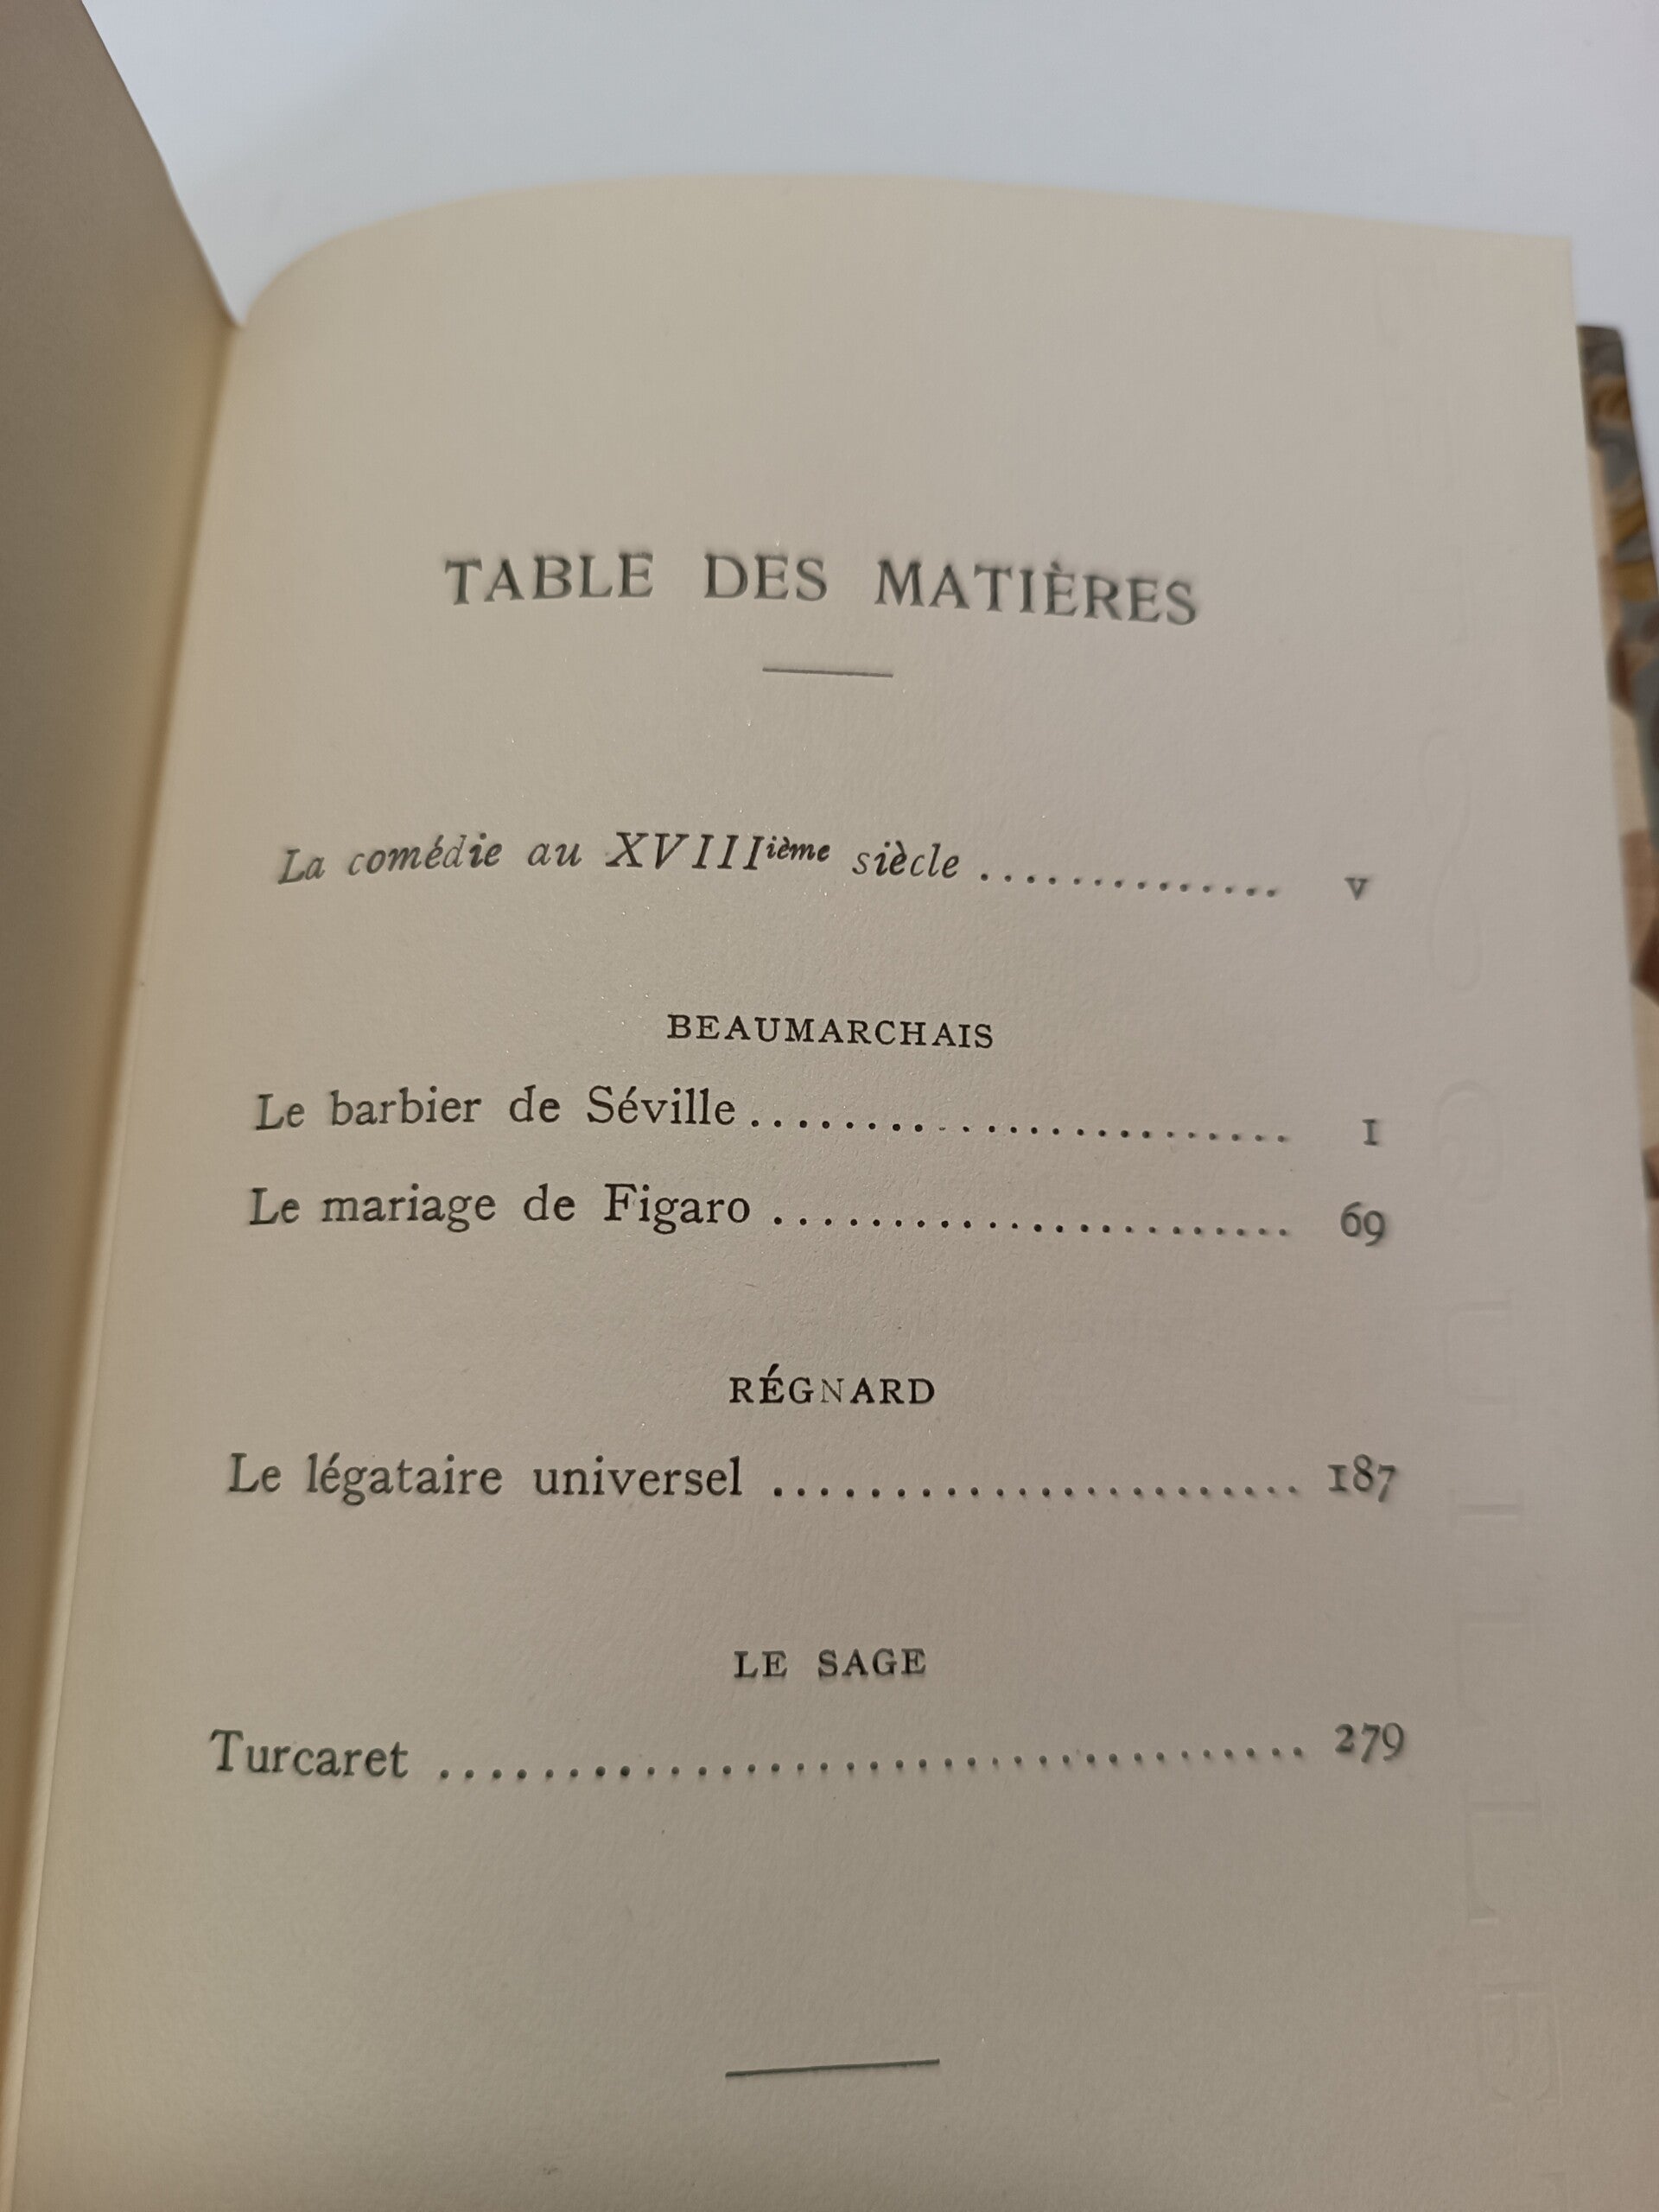 TABLE DES MATIÈRES
La comédie au XVIIIième siècle .............. v
BEAUMARCHAIS
Le barbier de Séville........................ 1
Le mariage de Figaro ...................... 69
RÉGNARD
Le légataire universel ...................... 187
LE SAGE
Turcaret .................................. 279